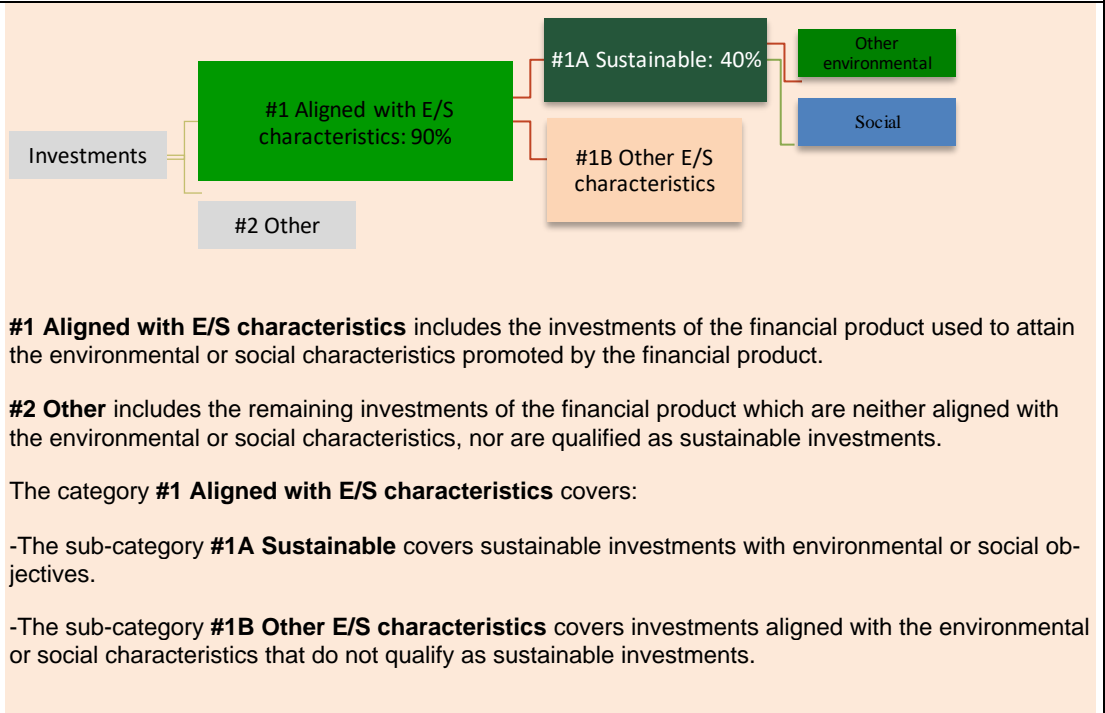 Other
environmental
#1A Sustainable: 40%
#1 Aligned with E/S
characteristics: 90%
Social
Investments
#1B Other E/S
characteristics
#2 Other
#1 Aligned with E/S characteristics includes the investments of the financial product used to attain
the environmental or social characteristics promoted by the financial product.
#2 Other includes the remaining investments of the financial product which are neither aligned with
the environmental or social characteristics, nor are qualified as sustainable investments.
The category #1 Aligned with E/S characteristics covers:
-The sub-category #1A Sustainable covers sustainable investments with environmental or social ob-
jectives.
-The sub-category #1B Other E/S characteristics covers investments aligned with the environmental
or social characteristics that do not qualify as sustainable investments.